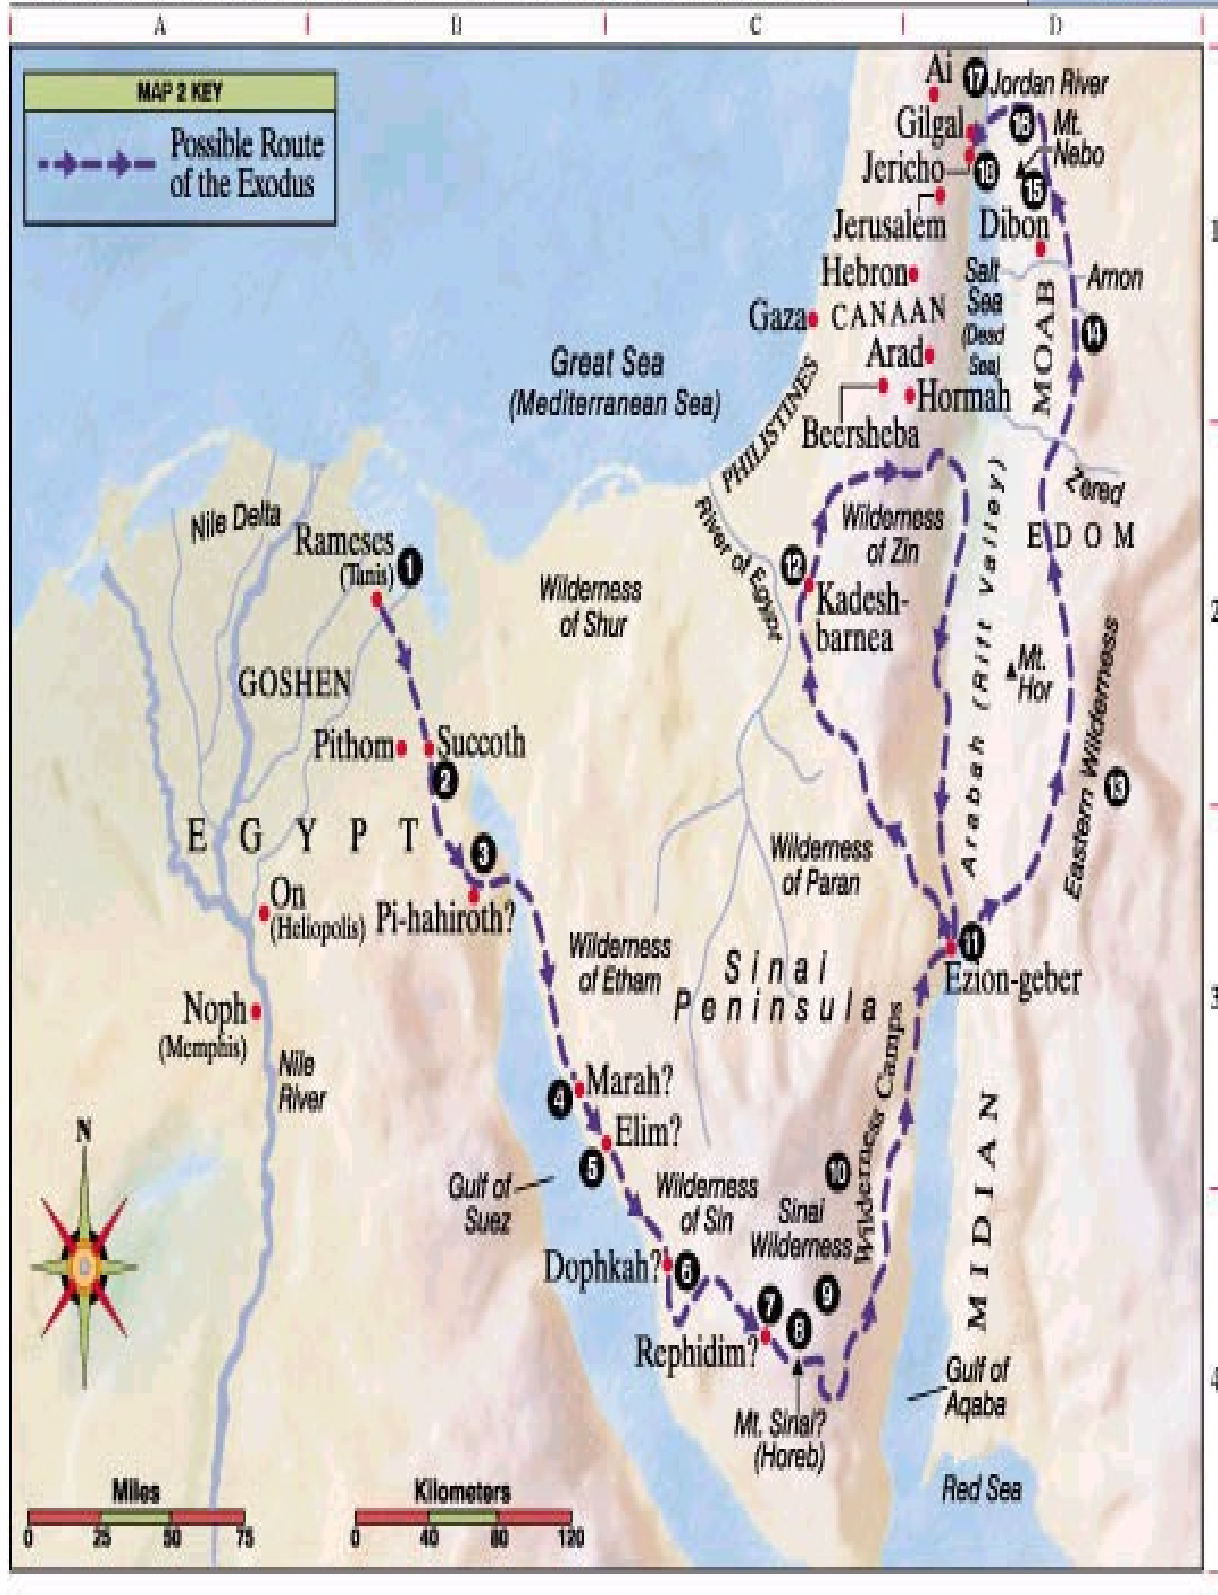 A B C D
MAP 2 KEY
Possible Route
of the Exodus
Ai
17
Jordan River
Gilgal
16
Mt.
Nebo
Jericho
18
15
Jerusalem
Dibon
1
Hebron
Salt
Sea
(Dead
Sea)
Arnon
Gaza
CANAAN
MOAB
14
Great Sea
(Mediterranean Sea)
Arad
Hormah
PHILISTINES
Beersheba
Zered
Nile Delta
River of Egypt
Wilderness
of Zin
EDOM
Rameses
(Tanis)
1
12
Wilderness
of Shur
Kadesh-
barnea
2
Arabah (Rift Valley)
Mt.
Hor
GOSHEN
Pithom
Succoth
2
Eastern Wilderness
13
EGYPT
3
Wilderness
of Paran
On
(Heliopolis)
Pi-hahiroth?
Wilderness
of Etham
Sinai
Peninsula
11
Ezion-geber
3
Noph
(Memphis)
Nile
River
Marah?
4
Wilderness Camps
N
Elim?
5
10
MIDIAN
Gulf of
Suez
Wilderness
of Sin
Sinai
Wilderness
Dophkah?
6
7
8
9
Rephidim?
Gulf of
Aqaba
4
Mt. Sinai?
(Horeb)
Red Sea
Miles
0 25 50 75
Kilometers
0 40 80 120